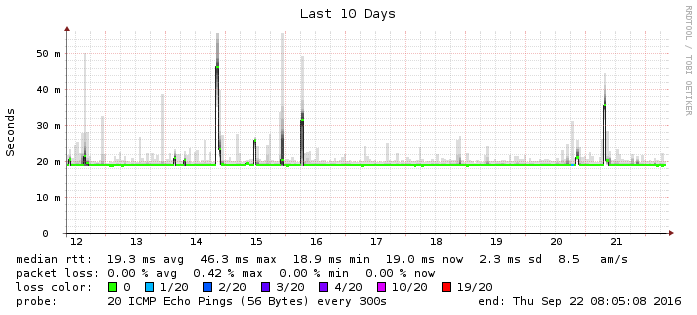 Last 10 Days
RRDTOOL / TOBI OETIKER
Seconds
50 m
40 m
30 m
20 m
10 m
0
12 13 14 15 16 17 18 19 20 21
median rtt: 19.3 ms avg 46.3 ms max 18.9 ms min 19.0 ms now 2.3 ms sd 8.5 am/s
packet loss: 0.00 % avg 0.42 % max 0.00 % min 0.00 % now
loss color: 0 1/20 2/20 3/20 4/20 10/20 19/20
probe: 20 ICMP Echo Pings (56 Bytes) every 300s end: Thu Sep 22 08:05:08 2016